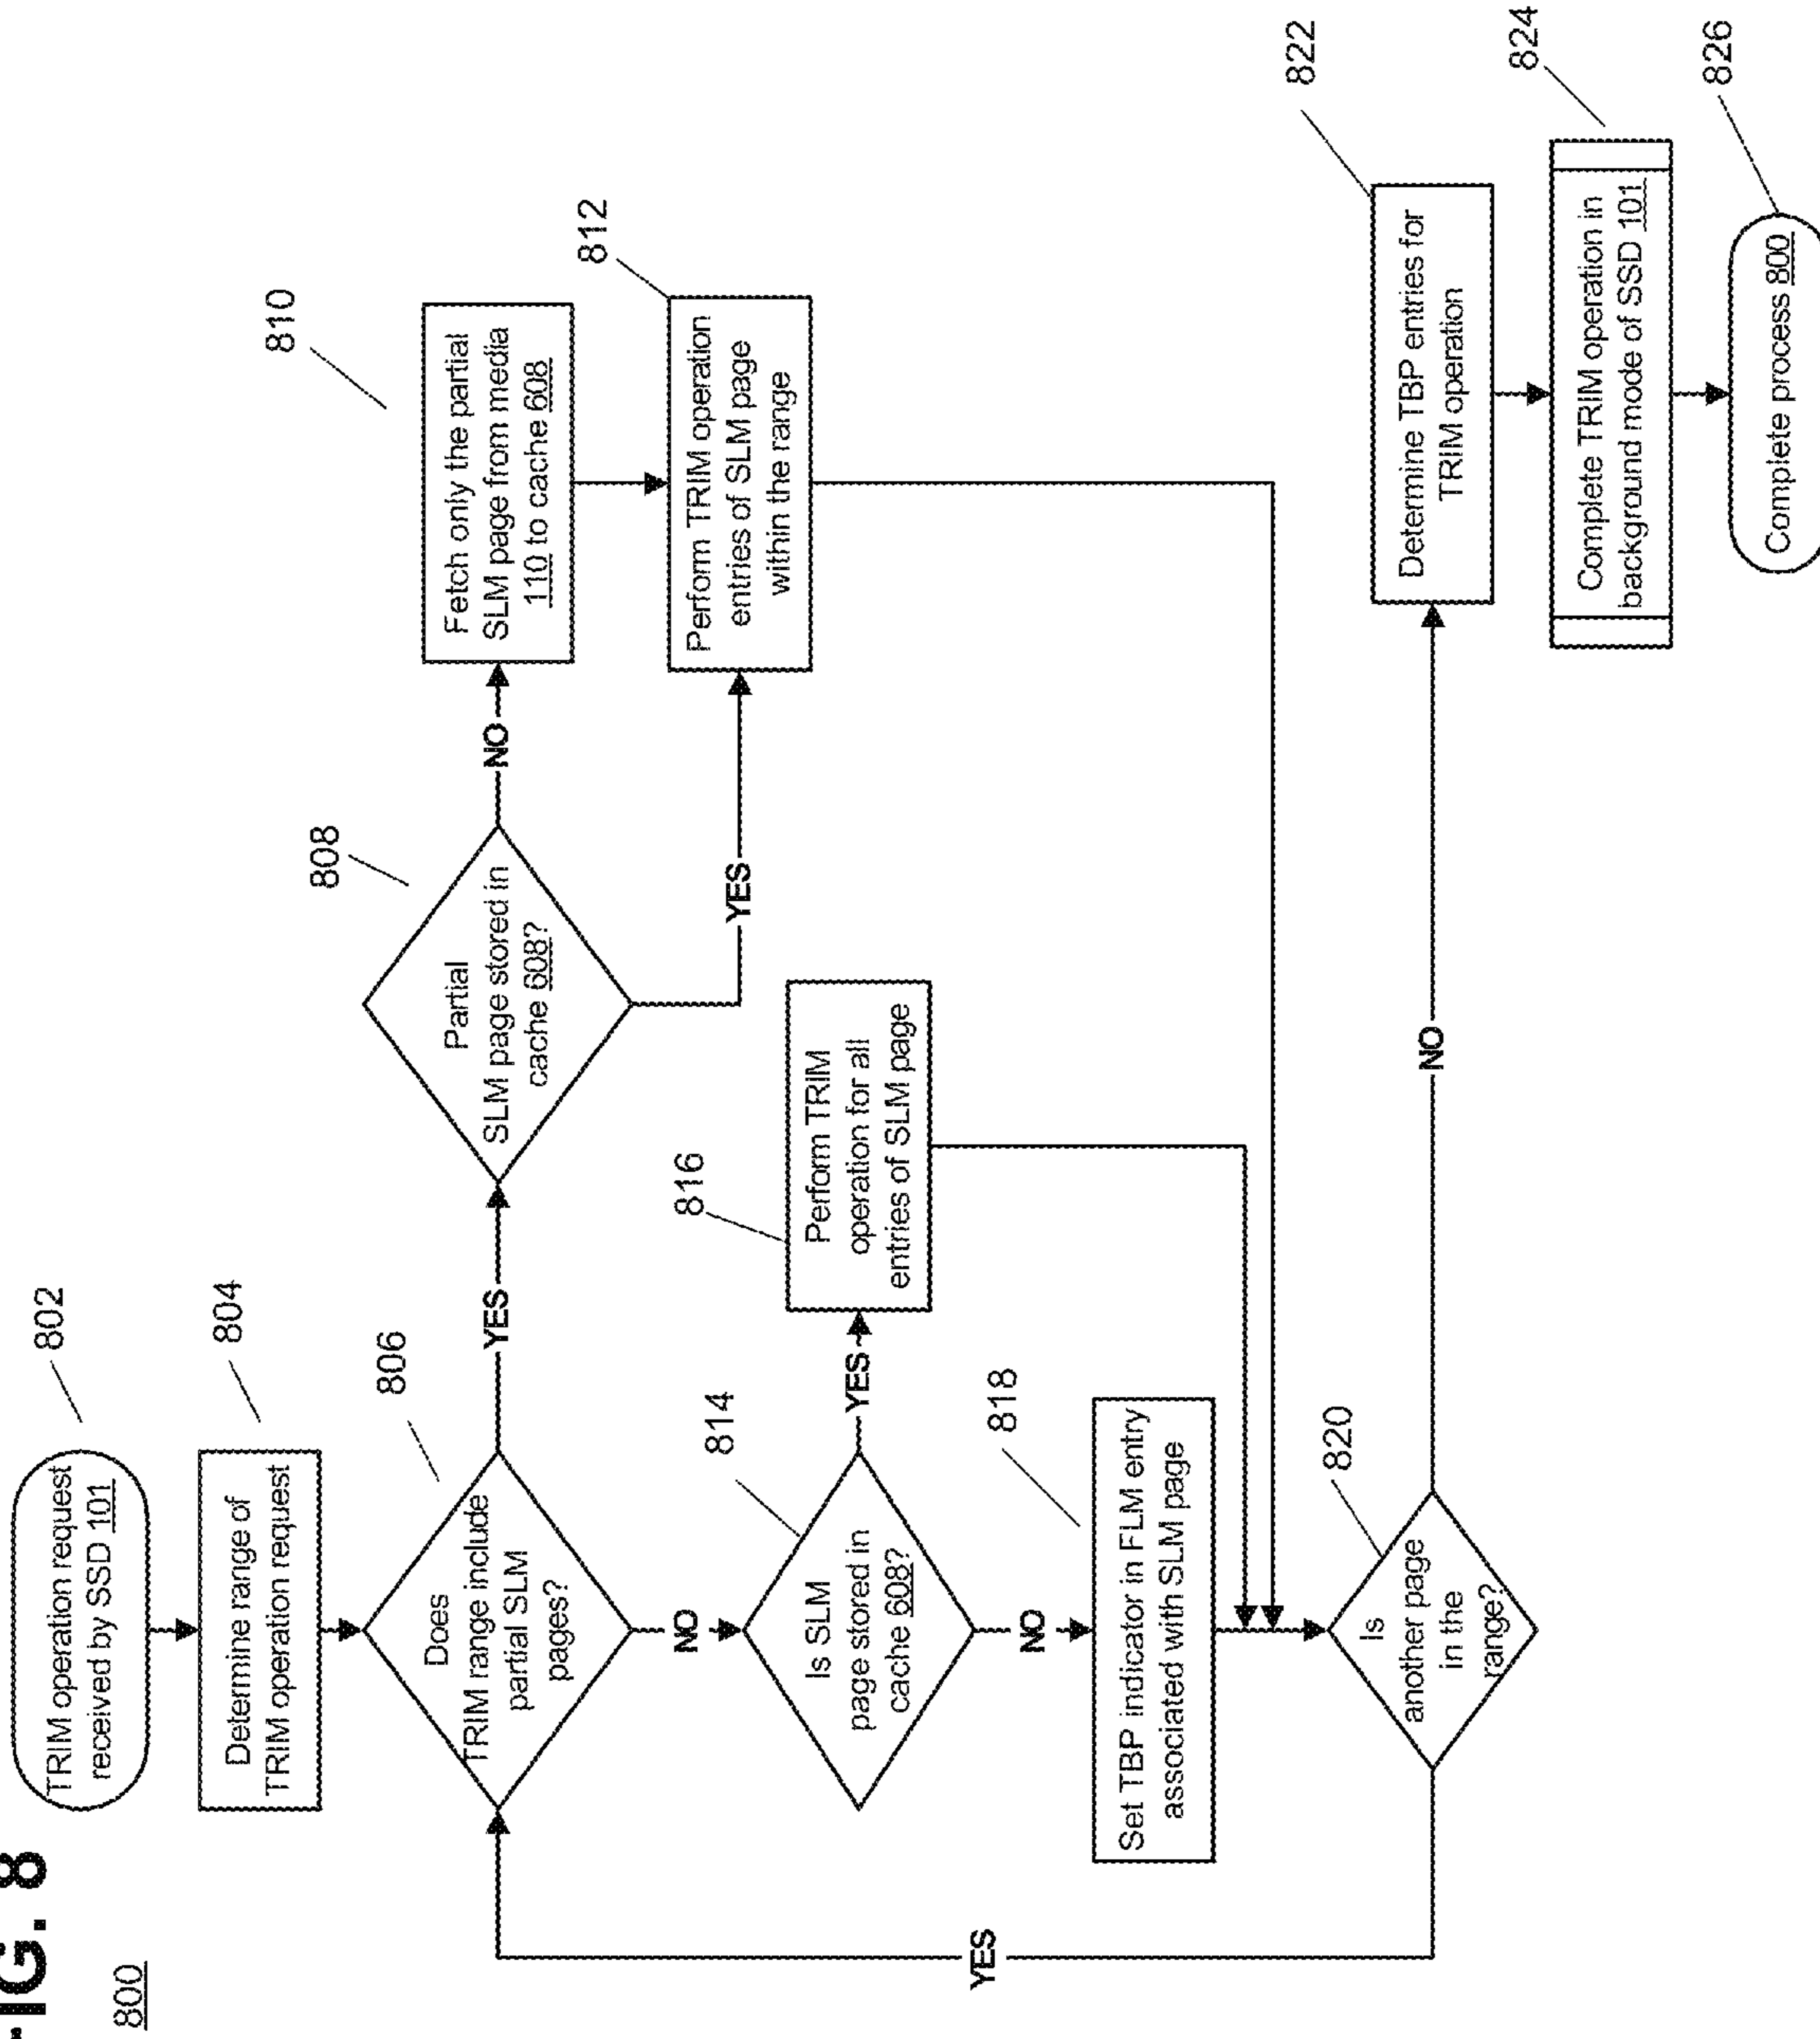 FIG. 8
800
802
TRIM operation request
received by SSD 101
804
Determine range of
TRIM operation request
806
Does
TRIM range include
partial SLM
pages?
YES
NO
808
Partial
SLM page stored in
cache 608?
NO
YES
810
Fetch only the partial
SLM page from media
110 to cache 608
812
Perform TRIM operation
entries of SLM page
within the range
814
Is SLM
page stored in
cache 608?
YES
NO
816
Perform TRIM
operation for all
entries of SLM page
818
Set TBP indicator in FLM entry
associated with SLM page
820
Is
another page
in the
range?
YES
NO
822
Determine TBP entries for
TRIM operation
824
Complete TRIM operation in
background mode of SSD 101
826
Complete process 800